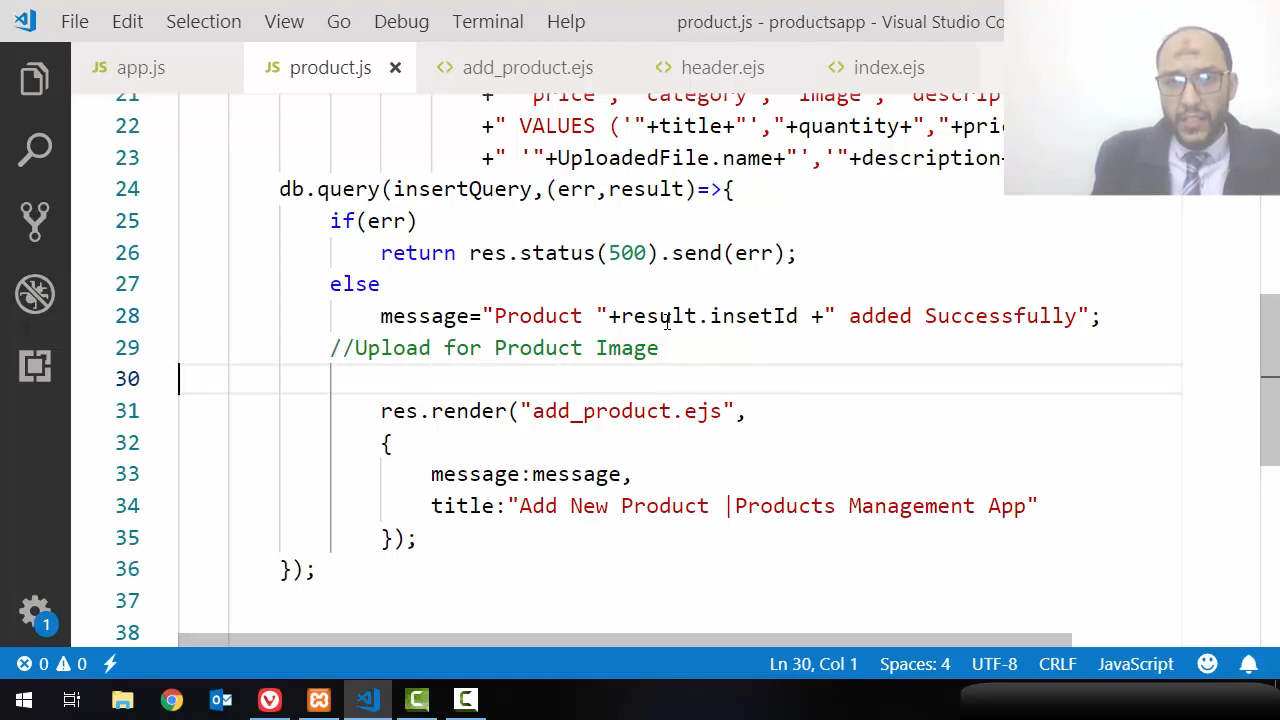 File Edit Selection View Go Debug Terminal Help product.js - productsapp - Visual Studio Co
JS app.js JS product.js × <> add_product.ejs <> header.ejs <> index.ejs
21 +" `price`, `category`, `image`, `descrip
22 +" VALUES ('"+title+"',"+quantity+","+pri
23 +" '"+UploadedFile.name+"','"+description+
24 db.query(insertQuery,(err,result)=>{
25 if(err)
26 return res.status(500).send(err);
27 else
28 message="Product "+result.insetId +" added Successfully";
29 //Upload for Product Image
30
31 res.render("add_product.ejs",
32 {
33 message:message,
34 title:"Add New Product |Products Management App"
35 });
36 });
37
38
1
0 0 Ln 30, Col 1 Spaces: 4 UTF-8 CRLF JavaScript